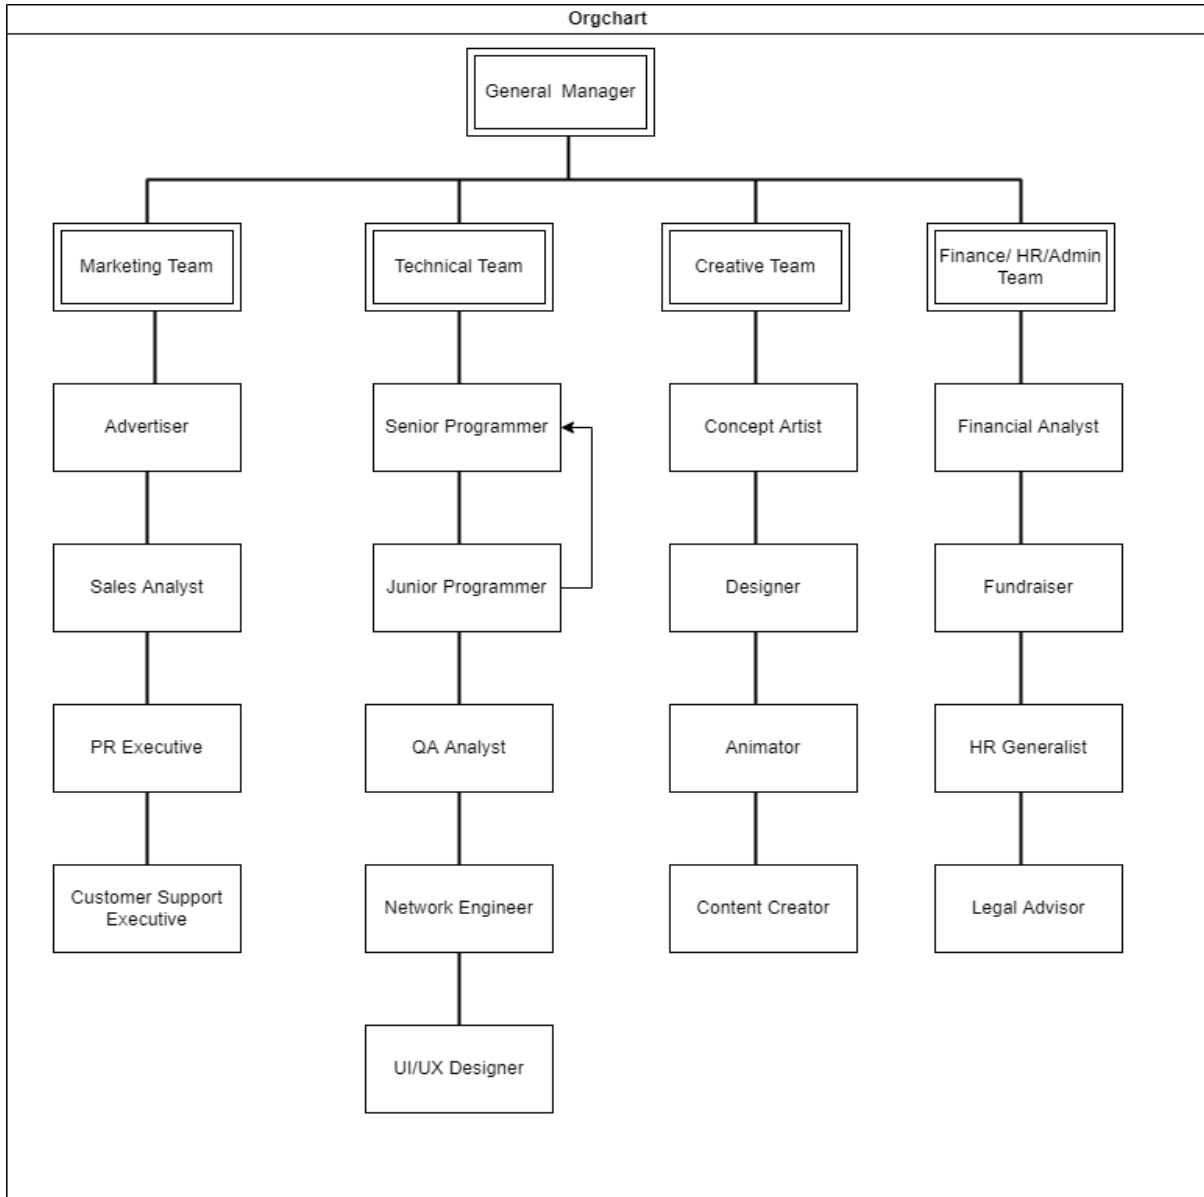 Orgchart
General  Manager
Marketing Team
Technical Team
Creative Team
Finance/ HR/Admin
Team
Advertiser
Senior Programmer
Concept Artist
Financial Analyst
Sales Analyst
Junior Programmer
Designer
Fundraiser
PR Executive
QA Analyst
Animator
HR Generalist
Customer Support
Executive
Network Engineer
Content Creator
Legal Advisor
UI/UX Designer